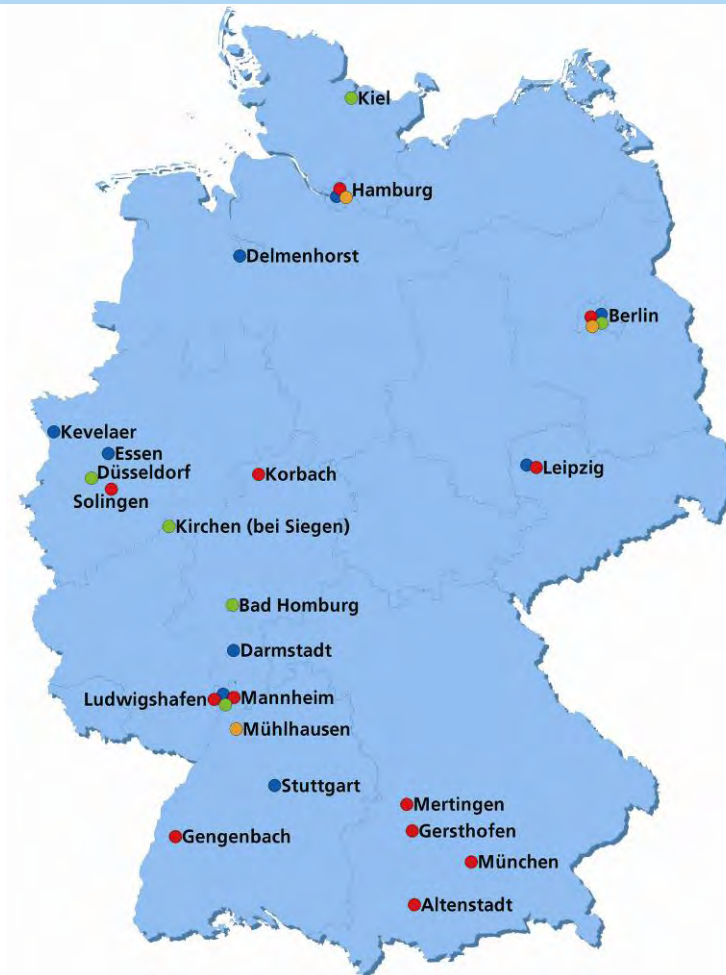 Kiel
Hamburg
Delmenhorst
Berlin
Kevelaer
Essen
Düsseldorf
Solingen
Korbach
Leipzig
Kirchen (bei Siegen)
Bad Homburg
Darmstadt
Ludwigshafen
Mannheim
Mühlhausen
Stuttgart
Mertingen
Gersthofen
Gengenbach
München
Altenstadt